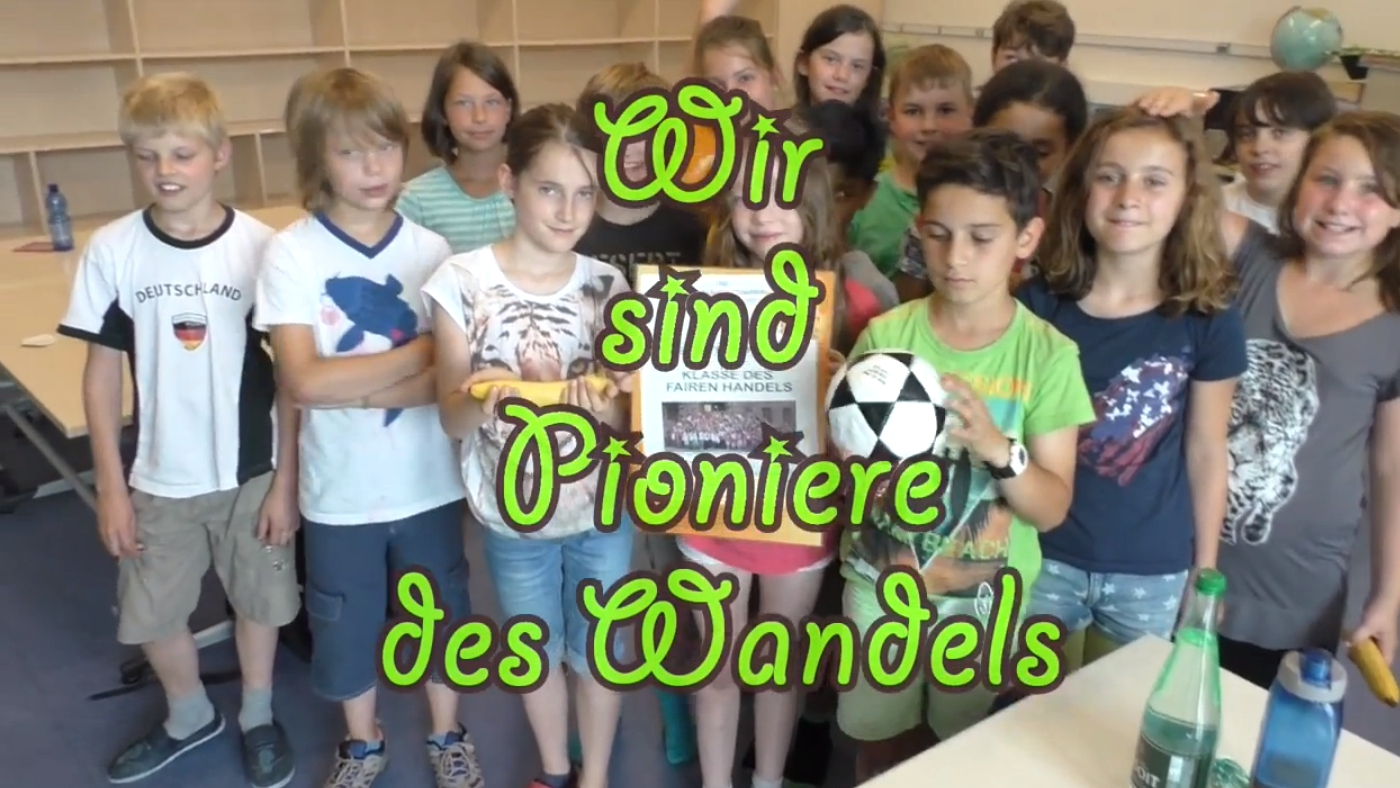 Wir
sind
Pioniere
des Wandels
DEUTSCHLAND
KLASSE DES
FAIREN HANDELS